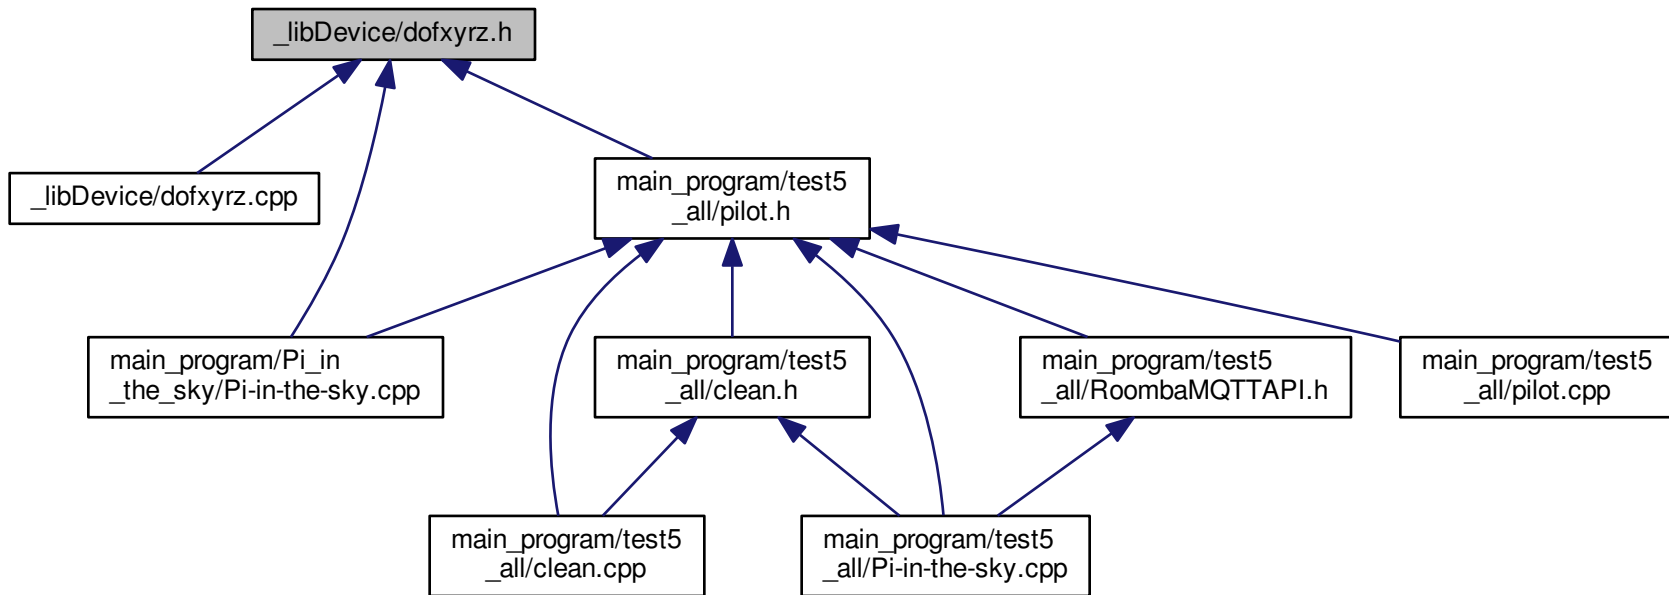 _libDevice/dofxyrz.h
_libDevice/dofxyrz.cpp
main_program/test5
_all/pilot.h
main_program/Pi_in
_the_sky/Pi-in-the-sky.cpp
main_program/test5
_all/clean.h
main_program/test5
_all/RoombaMQTTAPI.h
main_program/test5
_all/pilot.cpp
main_program/test5
_all/clean.cpp
main_program/test5
_all/Pi-in-the-sky.cpp